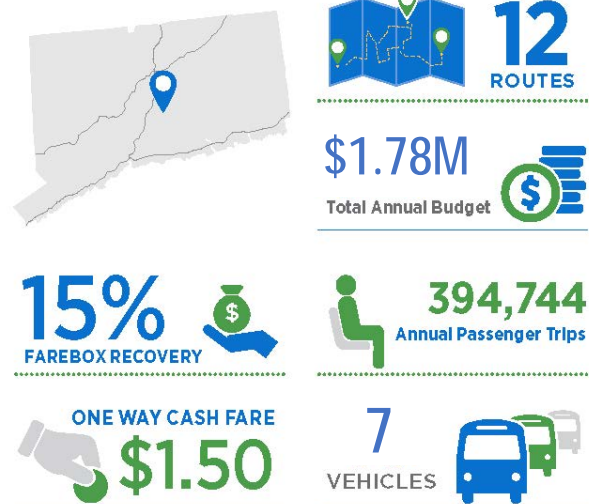 12
ROUTES
$1.78M
Total Annual Budget
$
15%
FAREBOX RECOVERY
$
394,744
Annual Passenger Trips
ONE WAY CASH FARE
$1.50
7
VEHICLES